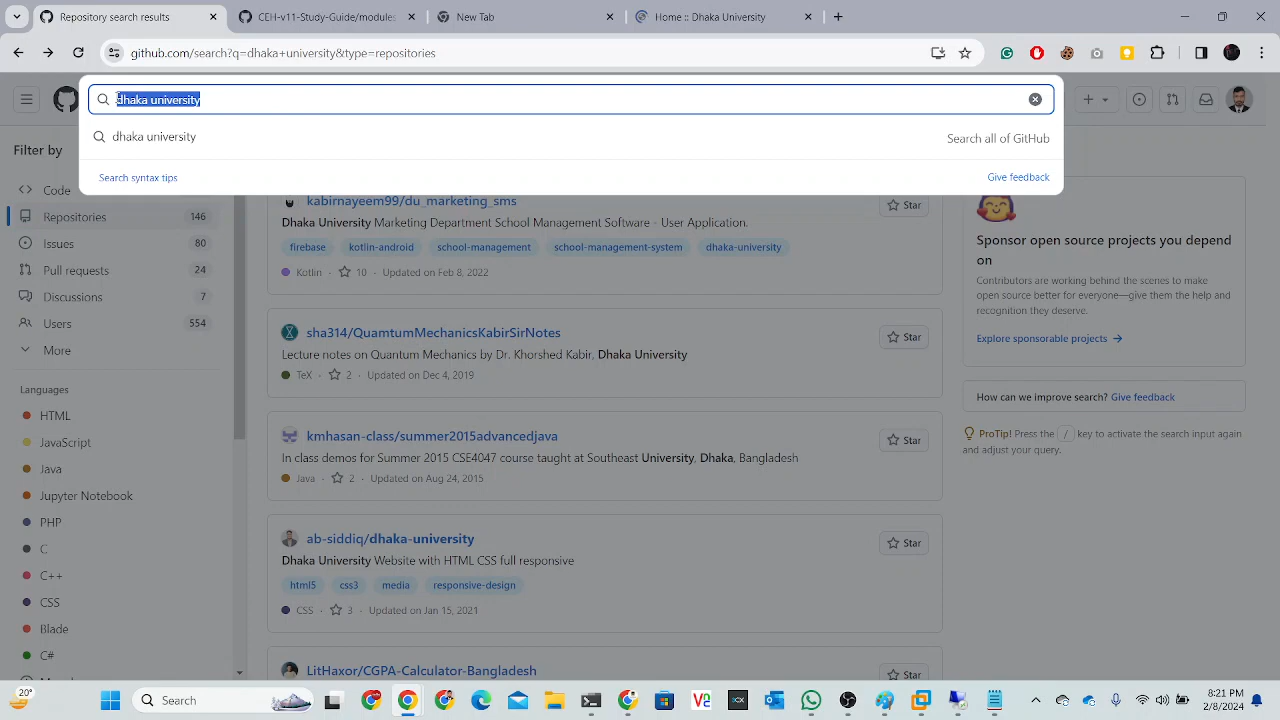 Repository search results
CEH-v11-Study-Guide/modules
New Tab
Home :: Dhaka University
github.com/search?q=dhaka+university&type=repositories
dhaka university
dhaka university
Search all of GitHub
Search syntax tips
Give feedback
Filter by
Code
Repositories 146
Issues 80
Pull requests 24
Discussions 7
Users 554
More
Languages
HTML
JavaScript
Java
Jupyter Notebook
PHP
C
C++
CSS
Blade
C#
kabirnayeem99/du_marketing_sms
Star
Dhaka University Marketing Department School Management Software - User Application.
firebase kotlin-android school-management school-management-system dhaka-university
Kotlin · 10 · Updated on Feb 8, 2022
sha314/QuamtumMechanicsKabirSirNotes
Star
Lecture notes on Quantum Mechanics by Dr. Khorshed Kabir, Dhaka University
TeX · 2 · Updated on Dec 4, 2019
kmhasan-class/summer2015advancedjava
Star
In class demos for Summer 2015 CSE4047 course taught at Southeast University, Dhaka, Bangladesh
Java · 2 · Updated on Aug 24, 2015
ab-siddiq/dhaka-university
Star
Dhaka University Website with HTML CSS full responsive
html5 css3 media responsive-design
CSS · 3 · Updated on Jan 15, 2021
LitHaxor/CGPA-Calculator-Bangladesh
Star
Sponsor open source projects you depend
on
Contributors are working behind the scenes to make
open source better for everyone—give them the help and
recognition they deserve.
Explore sponsorable projects
How can we improve search? Give feedback
ProTip! Press the / key to activate the search input again
and adjust your query.
20°
Search
8:21 PM
2/8/2024